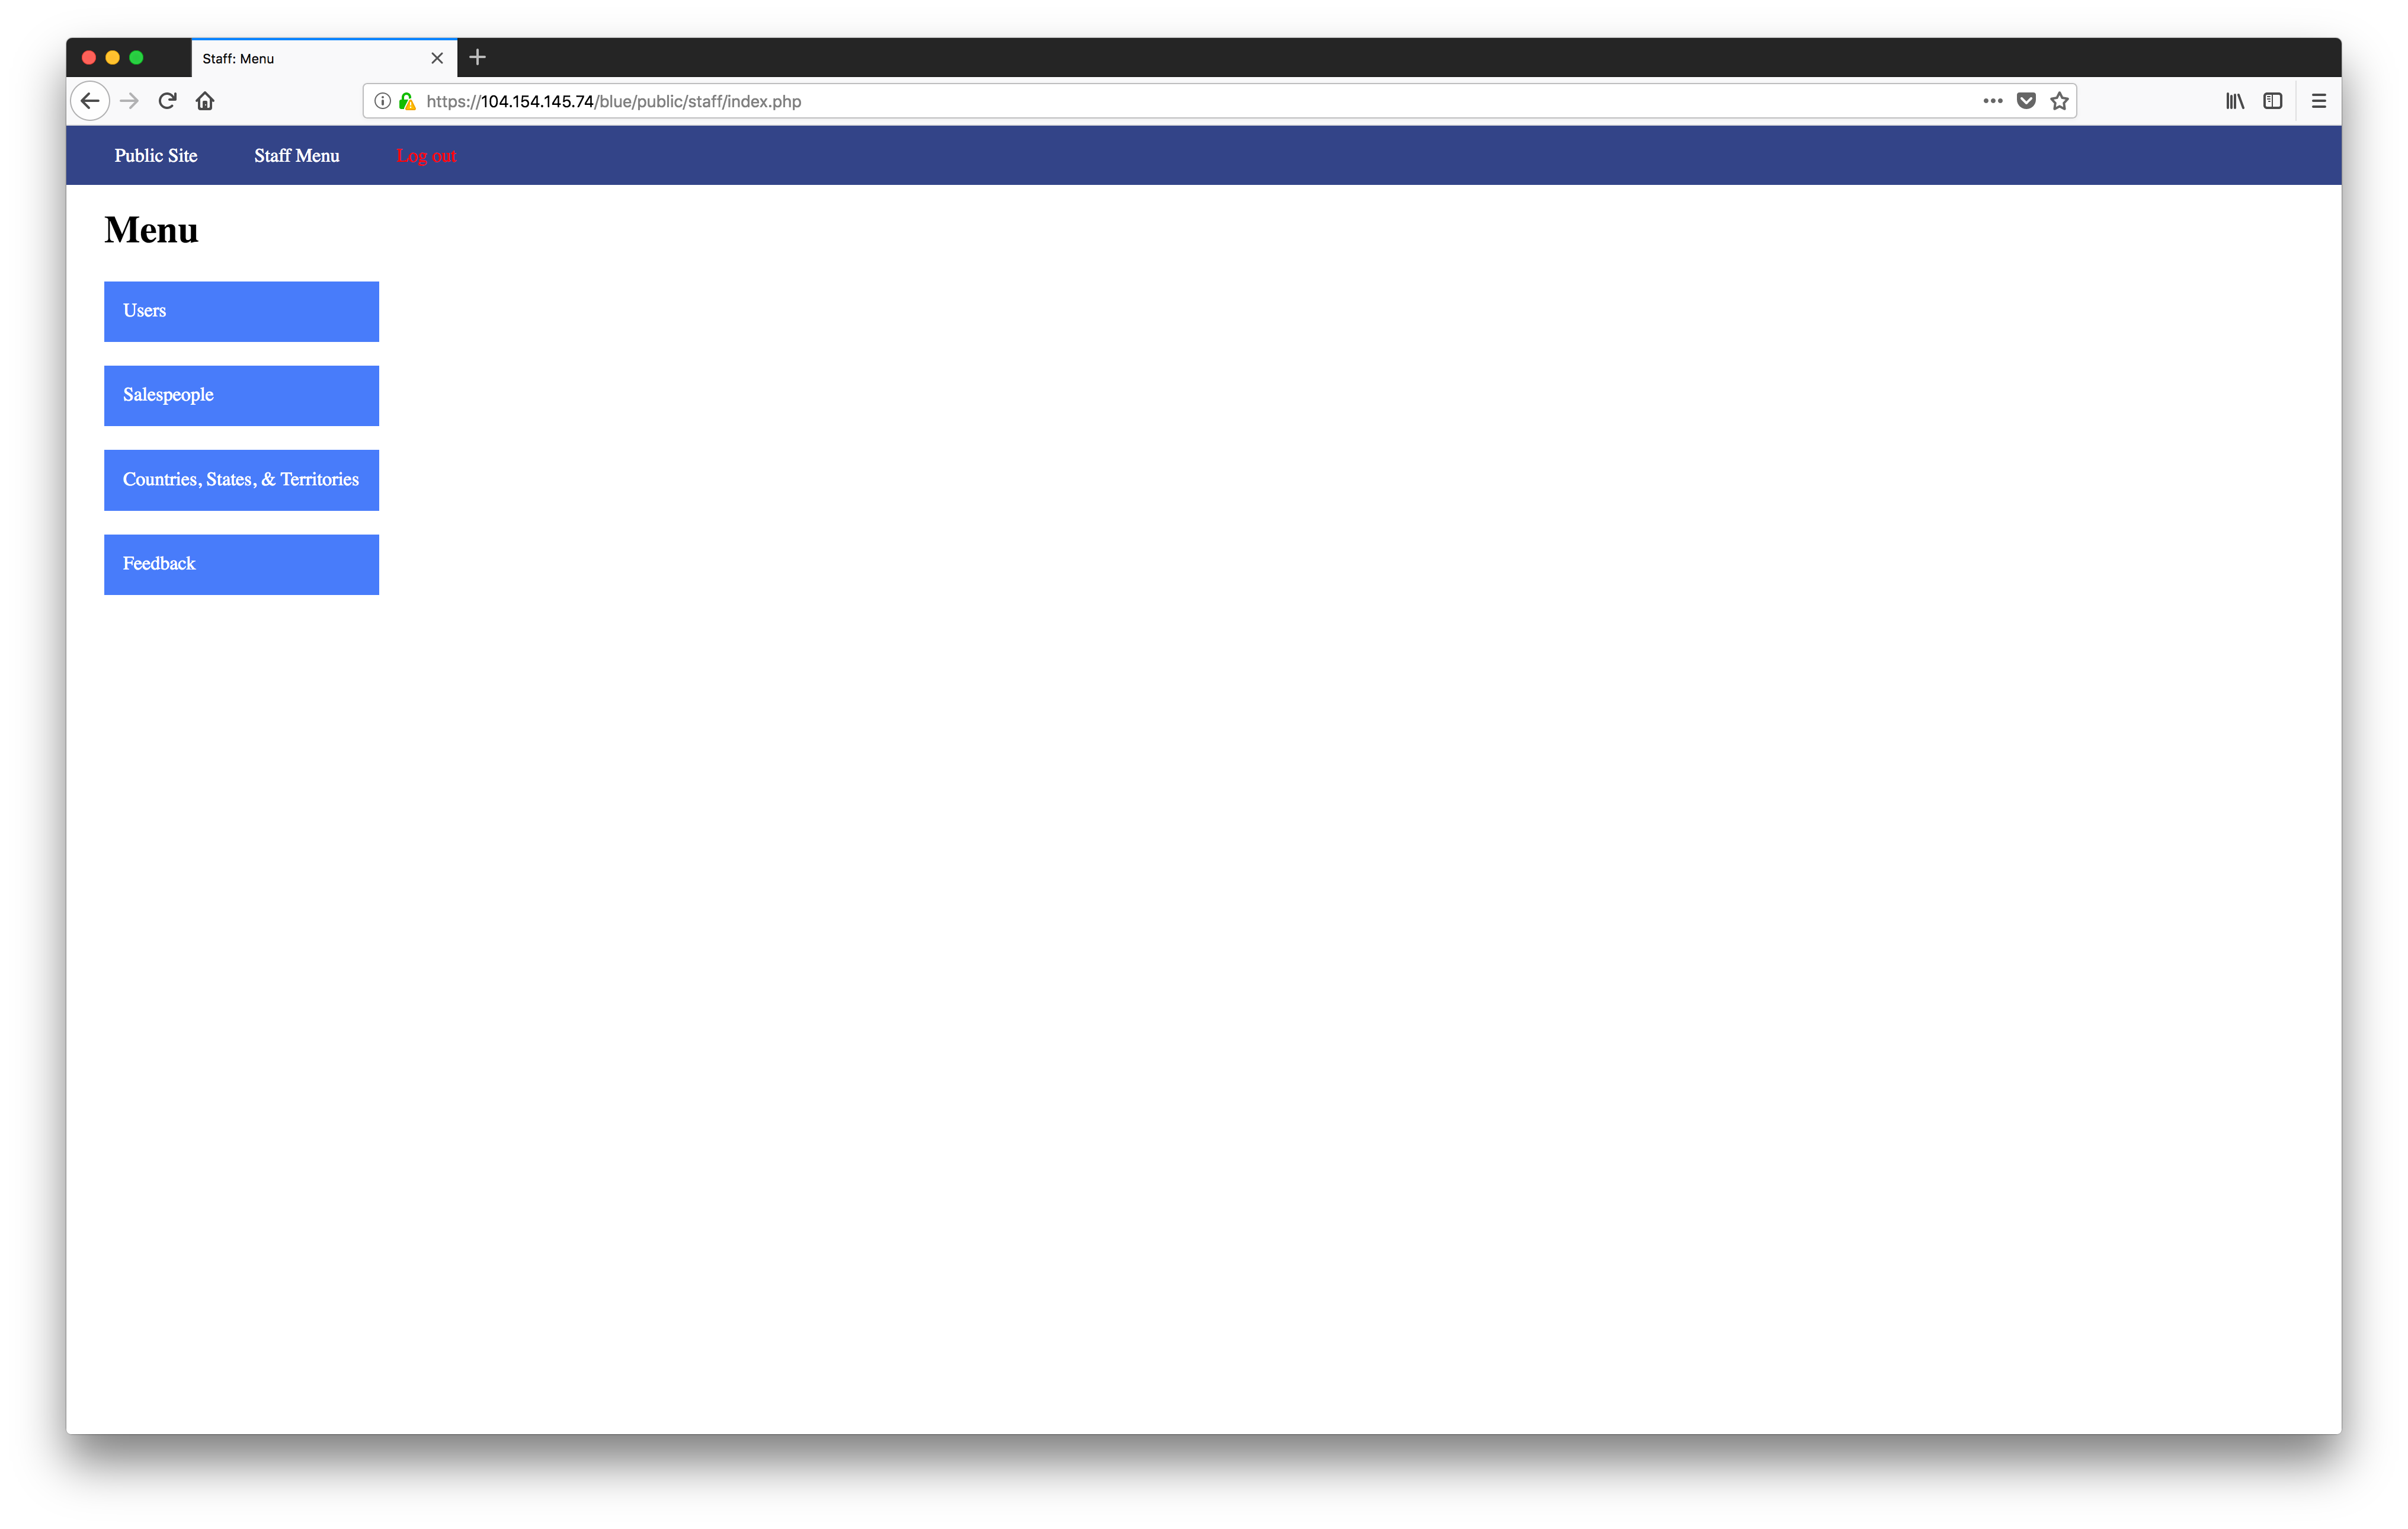 Staff: Menu
https://104.154.145.74/blue/public/staff/index.php
Public Site Staff Menu Log out
Menu
Users
Salespeople
Countries, States, & Territories
Feedback